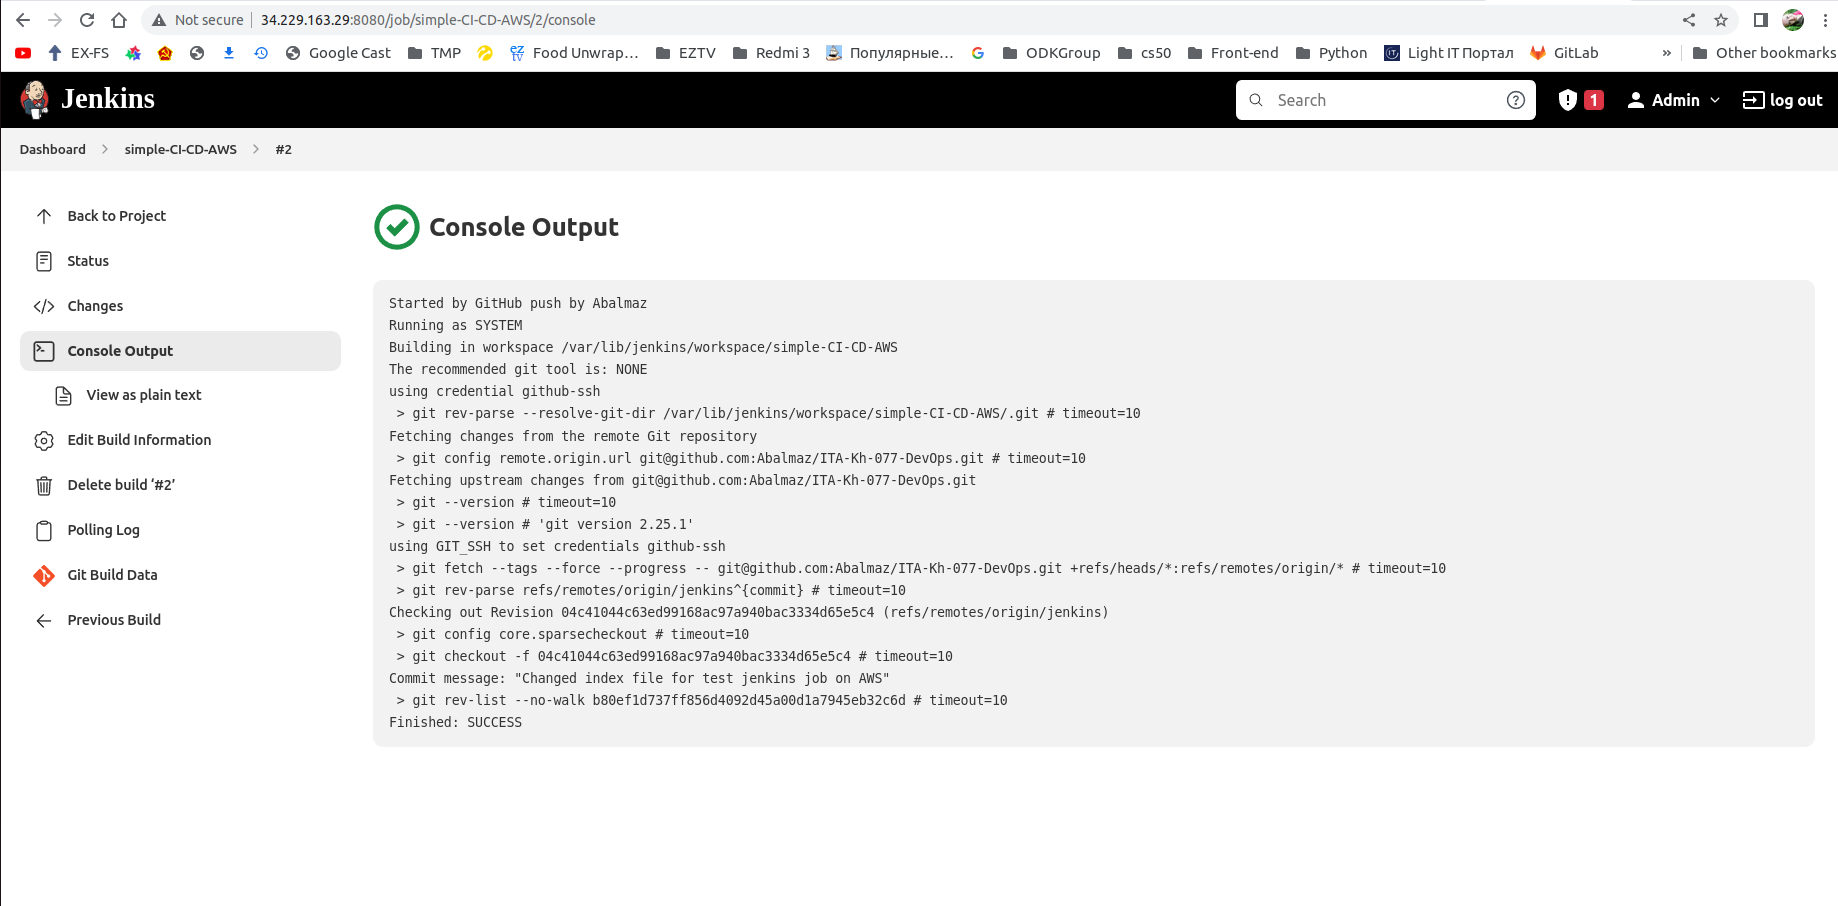 Not secure 34.229.163.29:8080/job/simple-CI-CD-AWS/2/console
EX-FS Google Cast TMP Food Unwrap... EZTV Redmi 3 Популярные... ODKGroup cs50 Front-end Python Light IT Портал GitLab » Other bookmarks
Jenkins Search 1 Admin log out
Dashboard simple-CI-CD-AWS #2
Back to Project
Status
Changes
Console Output
View as plain text
Edit Build Information
Delete build ‘#2’
Polling Log
Git Build Data
Previous Build
Console Output
Started by GitHub push by Abalmaz
Running as SYSTEM
Building in workspace /var/lib/jenkins/workspace/simple-CI-CD-AWS
The recommended git tool is: NONE
using credential github-ssh
> git rev-parse --resolve-git-dir /var/lib/jenkins/workspace/simple-CI-CD-AWS/.git # timeout=10
Fetching changes from the remote Git repository
> git config remote.origin.url git@github.com:Abalmaz/ITA-Kh-077-DevOps.git # timeout=10
Fetching upstream changes from git@github.com:Abalmaz/ITA-Kh-077-DevOps.git
> git --version # timeout=10
> git --version # 'git version 2.25.1'
using GIT_SSH to set credentials github-ssh
> git fetch --tags --force --progress -- git@github.com:Abalmaz/ITA-Kh-077-DevOps.git +refs/heads/*:refs/remotes/origin/* # timeout=10
> git rev-parse refs/remotes/origin/jenkins^{commit} # timeout=10
Checking out Revision 04c41044c63ed99168ac97a940bac3334d65e5c4 (refs/remotes/origin/jenkins)
> git config core.sparsecheckout # timeout=10
> git checkout -f 04c41044c63ed99168ac97a940bac3334d65e5c4 # timeout=10
Commit message: "Changed index file for test jenkins job on AWS"
> git rev-list --no-walk b80ef1d737ff856d4092d45a00d1a7945eb32c6d # timeout=10
Finished: SUCCESS